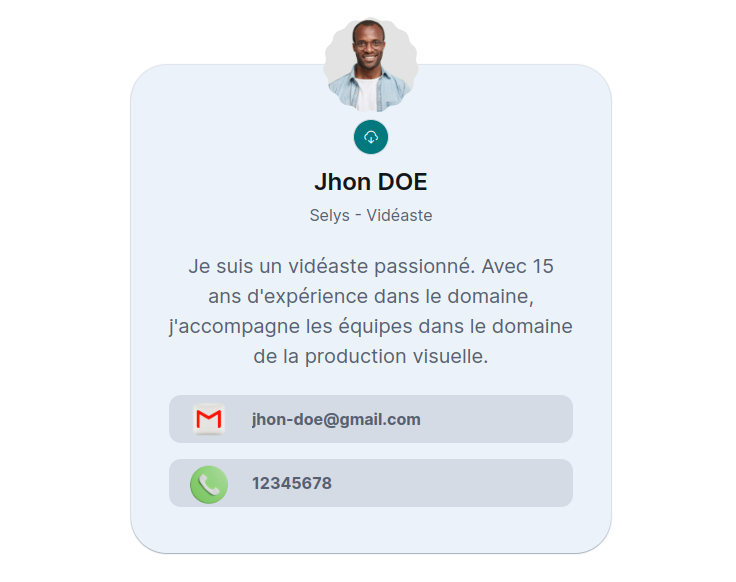 Jhon DOE
Selys - Vidéaste
Je suis un vidéaste passionné. Avec 15
ans d'expérience dans le domaine,
j'accompagne les équipes dans le domaine
de la production visuelle.
jhon-doe@gmail.com
12345678